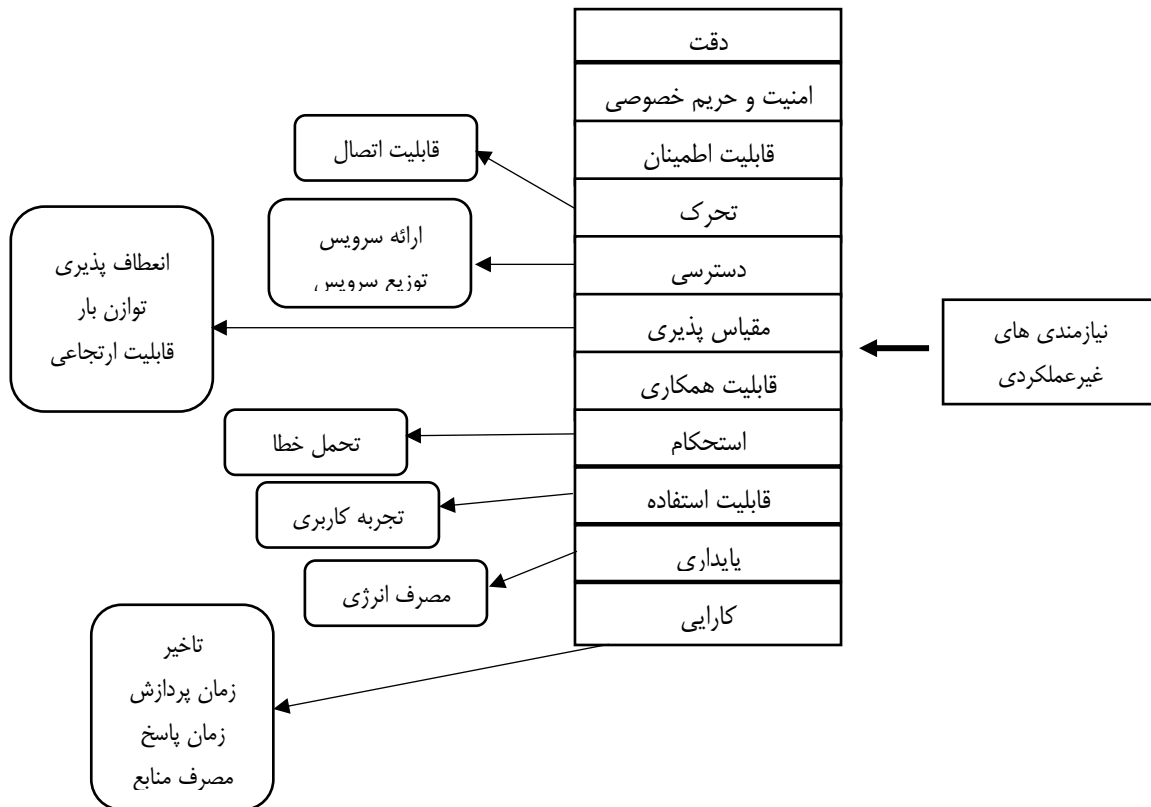 دقت
امنیت و حریم خصوصی
قابلیت اطمینان
تحرک
دسترسی
مقیاس پذیری
قابلیت همکاری
استحکام
قابلیت استفاده
پایداری
کارایی
نیازمندی های
غیرعملکردی
قابلیت اتصال
ارائه سرویس
توزیع سرویس
انعطاف پذیری
توازن بار
قابلیت ارتجاعی
تحمل خطا
تجربه کاربری
مصرف انرژی
تاخیر
زمان پردازش
زمان پاسخ
مصرف منابع